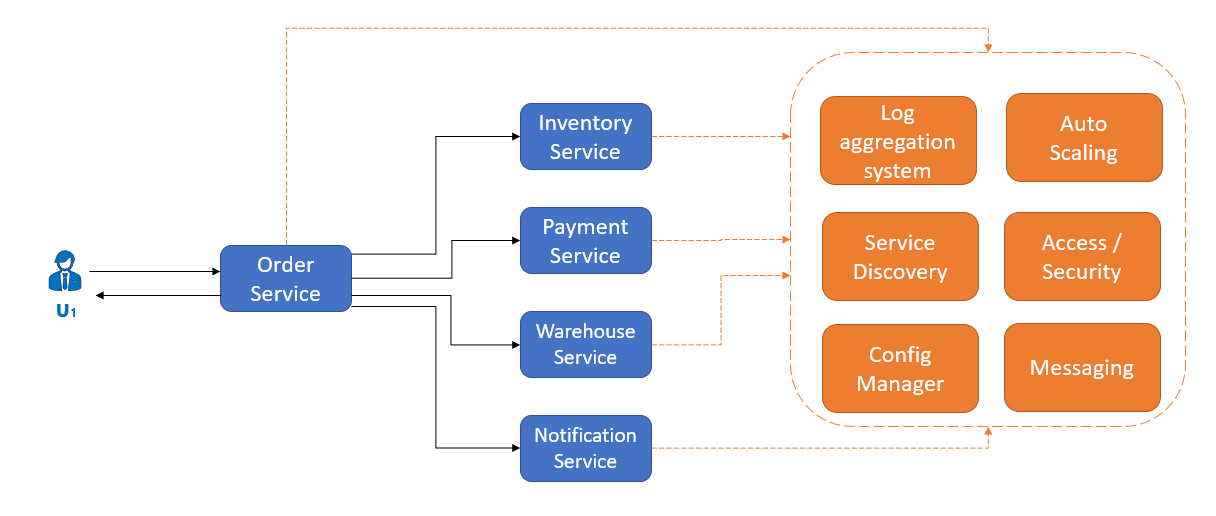 U1
Order
Service
Inventory
Service
Payment
Service
Warehouse
Service
Notification
Service
Log
aggregation
system
Auto
Scaling
Service
Discovery
Access /
Security
Config
Manager
Messaging